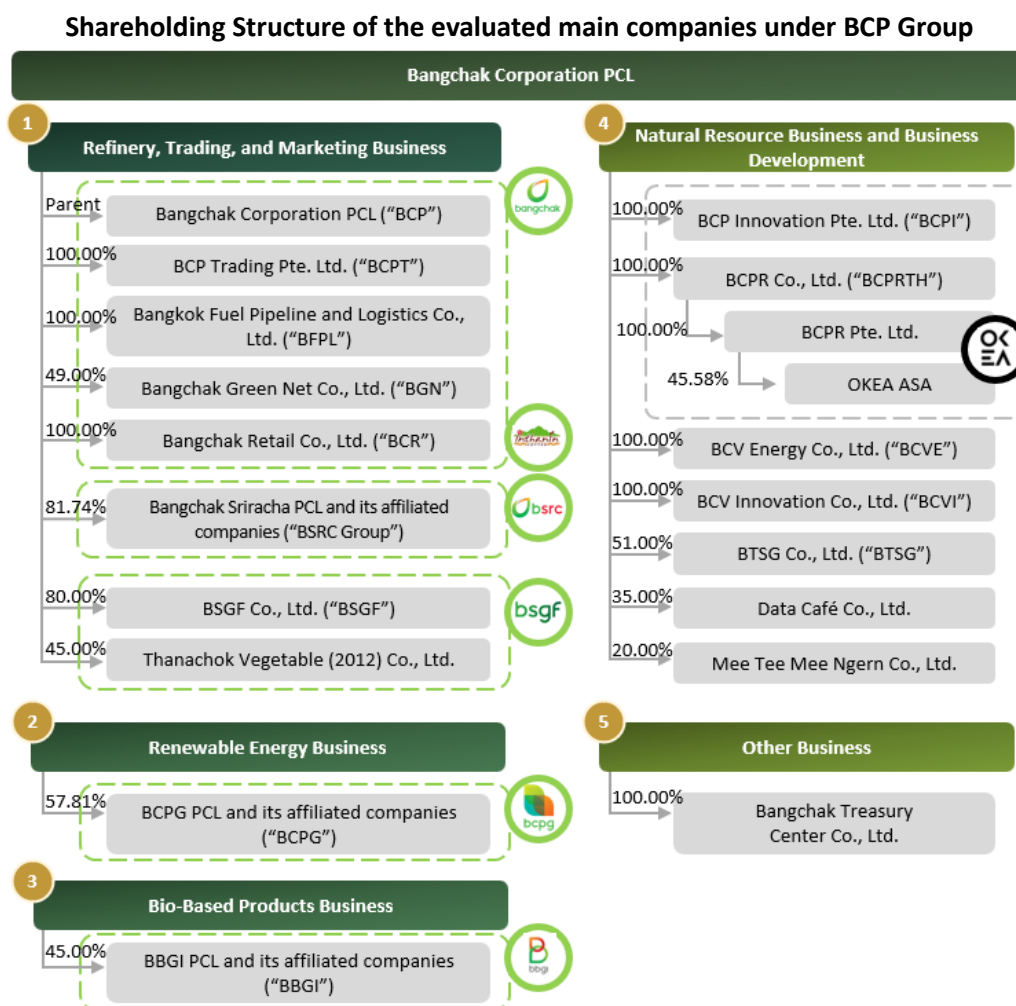 Shareholding Structure of the evaluated main companies under BCP Group
Bangchak Corporation PCL
1
Refinery, Trading, and Marketing Business
Parent
Bangchak Corporation PCL (“BCP”)
bangchak
100.00%
BCP Trading Pte. Ltd. (“BCPT”)
100.00%
Bangkok Fuel Pipeline and Logistics Co.,
Ltd. (“BFPL”)
49.00%
Bangchak Green Net Co., Ltd. (“BGN”)
100.00%
Bangchak Retail Co., Ltd. (“BCR”)
Inthanin
81.74%
Bangchak Sriracha PCL and its affiliated
companies (“BSRC Group”)
bsrc
80.00%
BSGF Co., Ltd. (“BSGF”)
bsgf
45.00%
Thanachok Vegetable (2012) Co., Ltd.
2
Renewable Energy Business
57.81%
BCPG PCL and its affiliated companies
(“BCPG”)
bcpg
3
Bio-Based Products Business
45.00%
BBGI PCL and its affiliated companies
(“BBGI”)
bbgi
4
Natural Resource Business and Business
Development
100.00%
BCP Innovation Pte. Ltd. (“BCPI”)
100.00%
BCPR Co., Ltd. (“BCPRTH”)
100.00%
BCPR Pte. Ltd.
OKEA
45.58%
OKEA ASA
100.00%
BCV Energy Co., Ltd. (“BCVE”)
100.00%
BCV Innovation Co., Ltd. (“BCVI”)
51.00%
BTSG Co., Ltd. (“BTSG”)
35.00%
Data Café Co., Ltd.
20.00%
Mee Tee Mee Ngern Co., Ltd.
5
Other Business
100.00%
Bangchak Treasury
Center Co., Ltd.